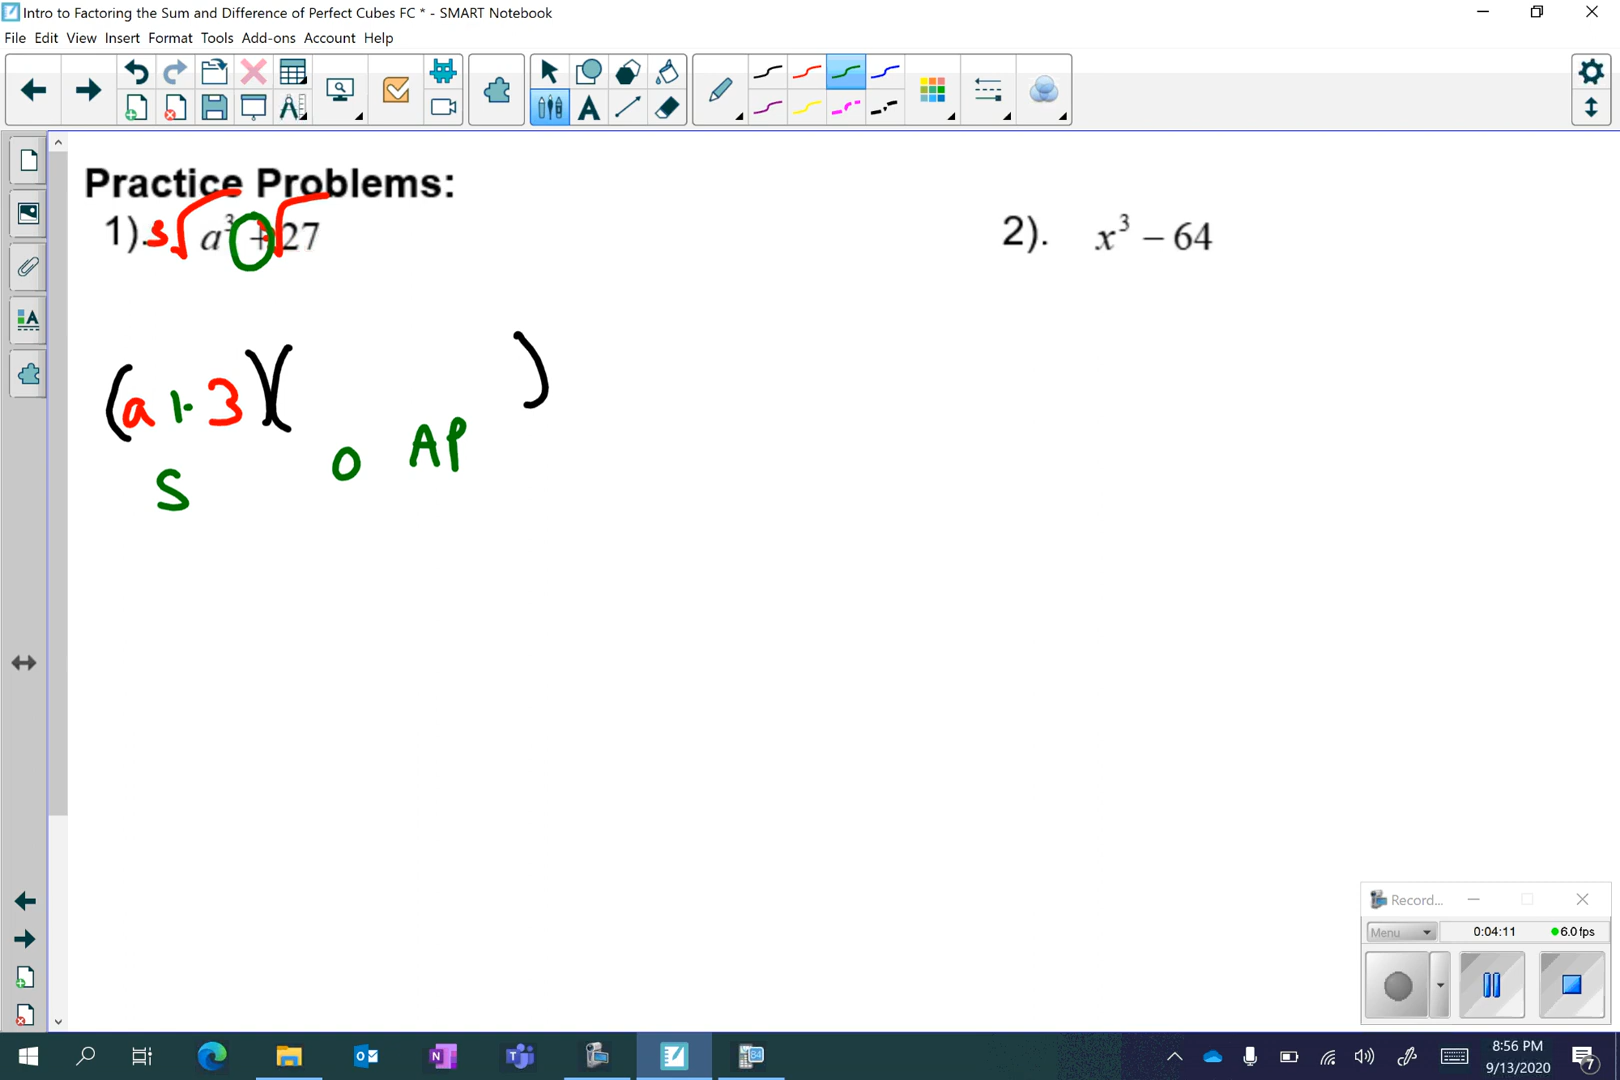 Intro to Factoring the Sum and Difference of Perfect Cubes FC * - SMART Notebook
File Edit View Insert Format Tools Add-ons Account Help
Practice Problems:
1). 3√a³ + √27
2). x³ − 64
(a + 3)(          )
S O AP
Record...
Menu 0:04:11 6.0 fps
8:56 PM
9/13/2020
7